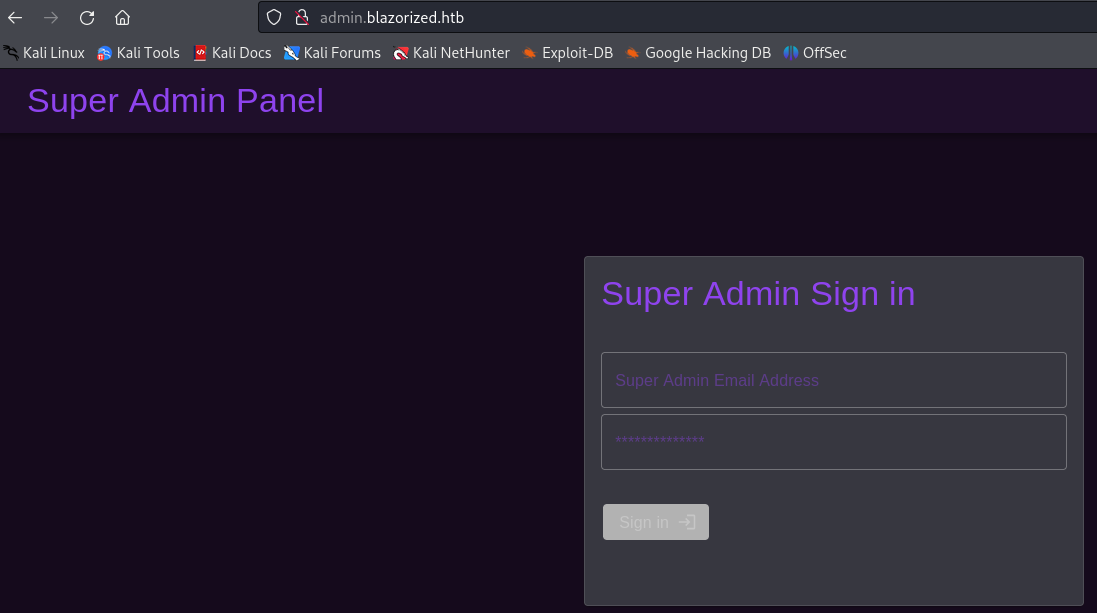 admin.blazorized.htb
Kali Linux Kali Tools Kali Docs Kali Forums Kali NetHunter Exploit-DB Google Hacking DB OffSec
Super Admin Panel
Super Admin Sign in
Super Admin Email Address
**************
Sign in